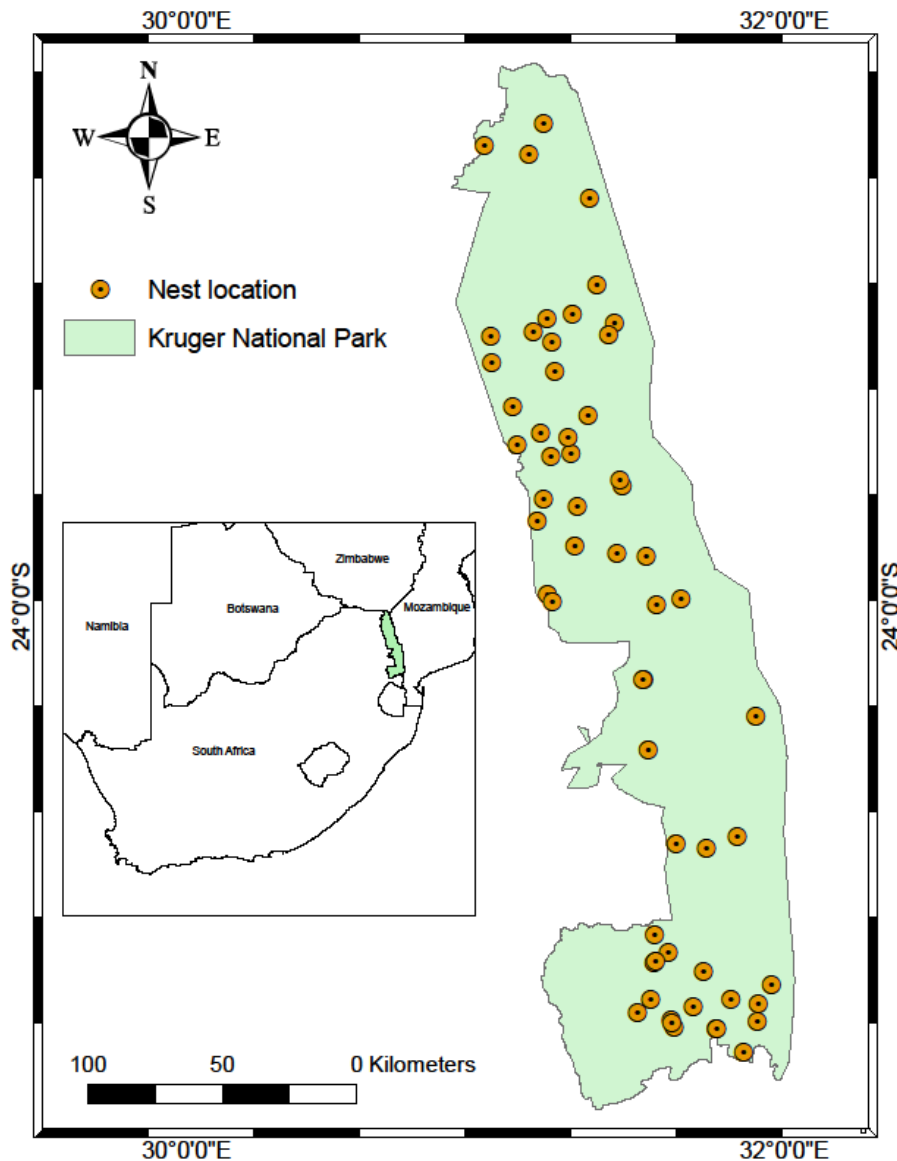 30°0'0"E
32°0'0"E
N
W
E
S
Nest location
Kruger National Park
24°0'0"S
24°0'0"S
Zimbabwe
Botswana
Mozambique
Namibia
South Africa
100 50 0 Kilometers
30°0'0"E
32°0'0"E